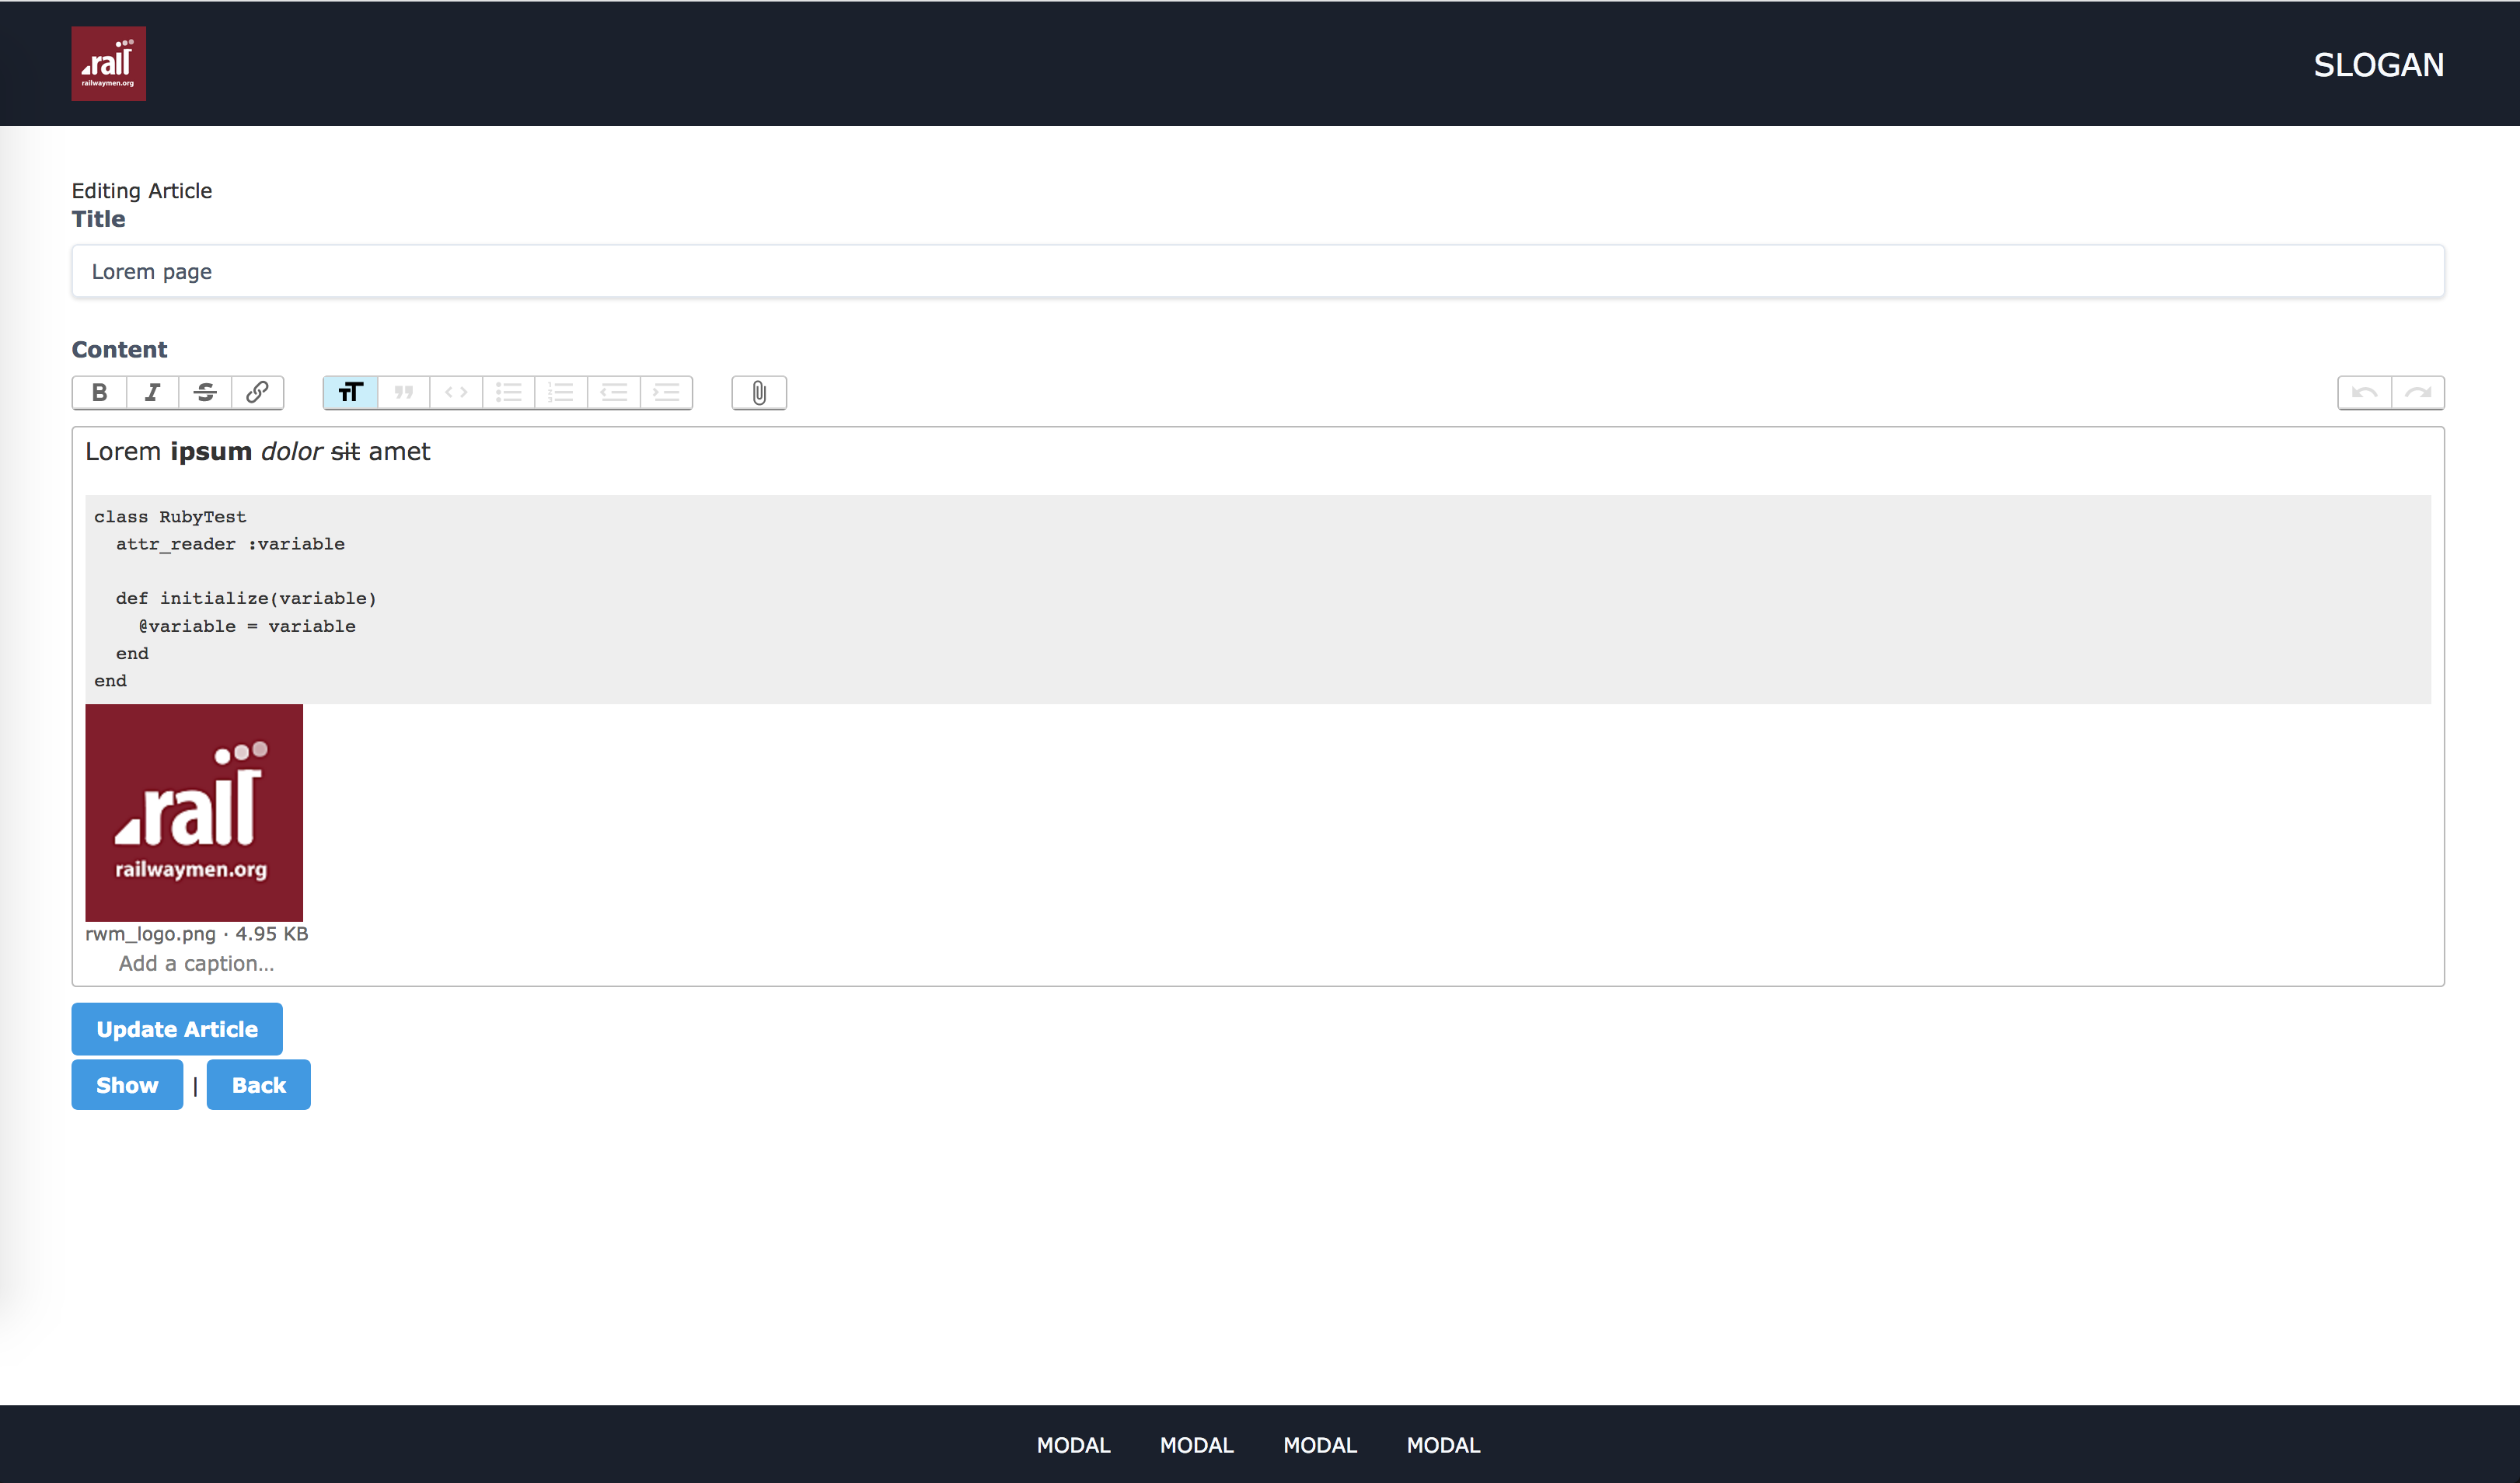 .rail
railwaymen.org
SLOGAN
Editing Article
Title
Lorem page
Content
B I S
Lorem ipsum dolor sit amet
class RubyTest
  attr_reader :variable

  def initialize(variable)
    @variable = variable
  end
end
.rail
railwaymen.org
rwm_logo.png · 4.95 KB
Add a caption…
Update Article
Show | Back
MODAL MODAL MODAL MODAL